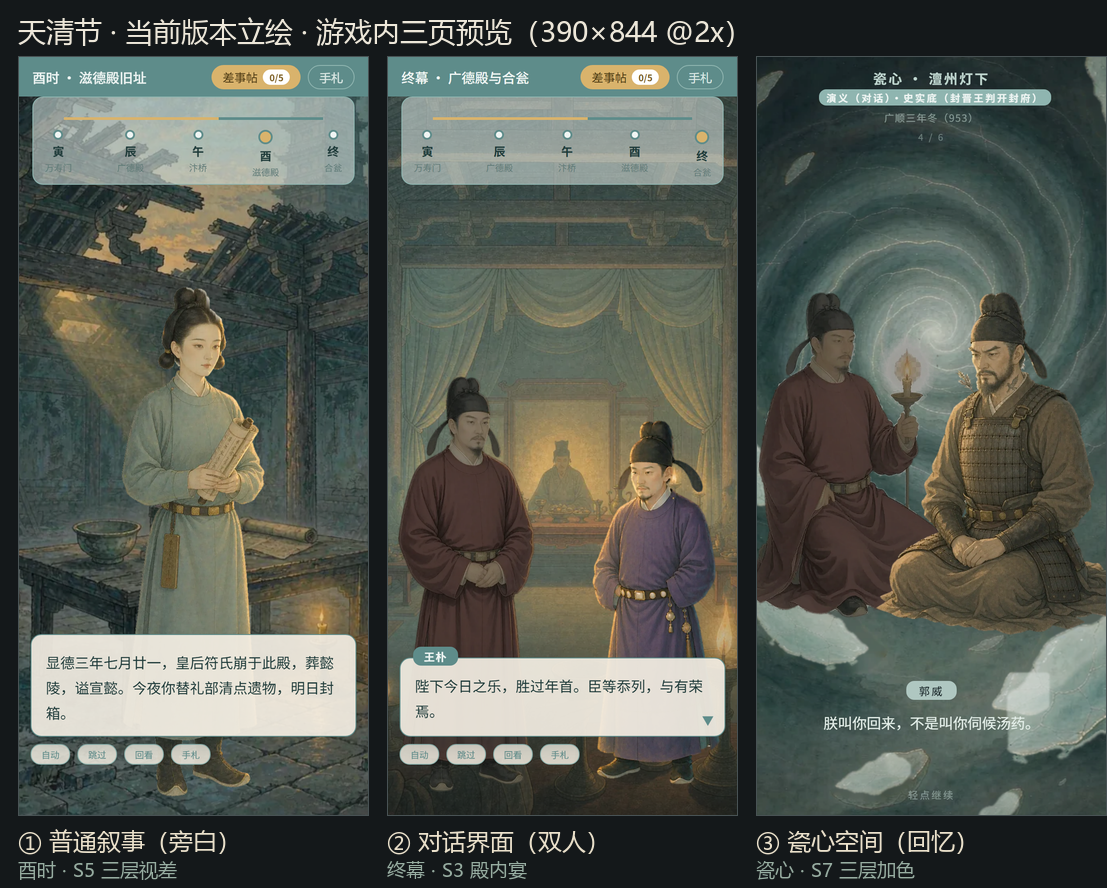 天清节 · 当前版本立绘 · 游戏内三页预览（390×844 @2x）
酉时 · 滋德殿旧址
差事帖 0/5
手札
寅
辰
午
酉
终
万寿门
广德殿
汴桥
滋德殿
合瓮
显德三年七月廿一，皇后符氏崩于此殿，葬懿
陵，谥宣懿。今夜你替礼部清点遗物，明日封
箱。
自动
跳过
回看
手札
① 普通叙事（旁白）
酉时 · S5 三层视差
终幕 · 广德殿与合瓮
差事帖 0/5
手札
寅
辰
午
酉
终
万寿门
广德殿
汴桥
滋德殿
合瓮
王朴
陛下今日之乐，胜过年首。臣等忝列，与有荣
焉。
自动
跳过
回看
手札
② 对话界面（双人）
终幕 · S3 殿内宴
瓷心 · 澶州灯下
演义（对话）· 史实底（封晋王判开封府）
广顺三年冬（953）
4 / 6
郭威
朕叫你回来，不是叫你伺候汤药。
轻点继续
③ 瓷心空间（回忆）
瓷心 · S7 三层加色